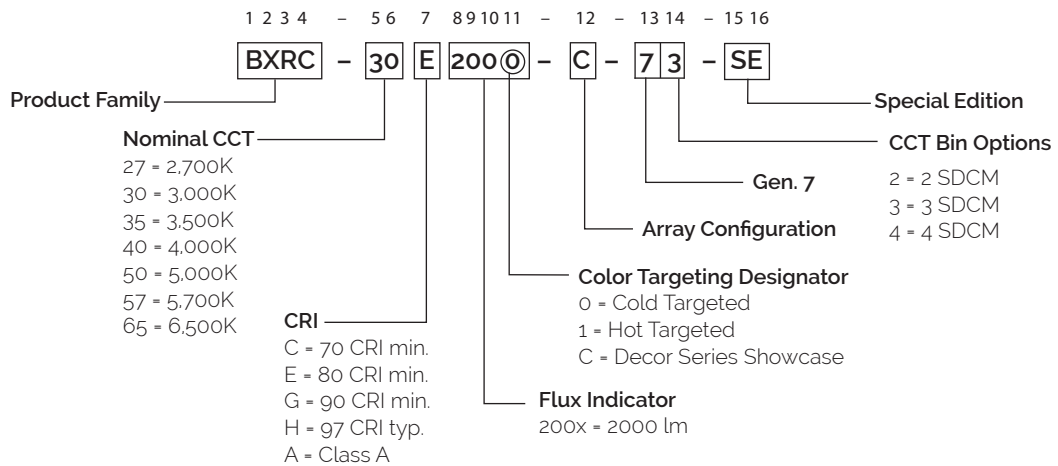 1 2 3 4 – 5 6 7 8 9 10 11 – 12 – 13 14 – 15 16
BXRC – 30 E 200 0 – C – 7 3 – SE
Product Family
Special Edition
Nominal CCT
27 = 2,700K
30 = 3,000K
35 = 3,500K
40 = 4,000K
50 = 5,000K
57 = 5,700K
65 = 6,500K
CCT Bin Options
2 = 2 SDCM
3 = 3 SDCM
4 = 4 SDCM
Gen. 7
Array Configuration
Color Targeting Designator
0 = Cold Targeted
1 = Hot Targeted
C = Decor Series Showcase
CRI
C = 70 CRI min.
E = 80 CRI min.
G = 90 CRI min.
H = 97 CRI typ.
A = Class A
Flux Indicator
200x = 2000 lm